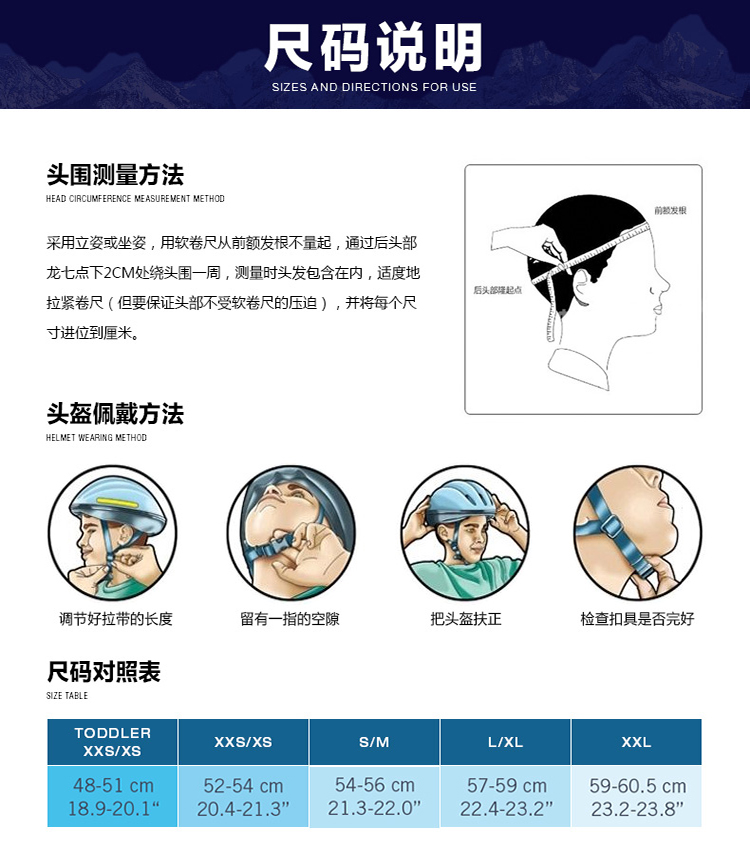 尺码说明
SIZES AND DIRECTIONS FOR USE
头围测量方法
HEAD CIRCUMFERENCE MEASUREMENT METHOD
采用立姿或坐姿，用软卷尺从前额发根不量起，通过后头部
龙七点下2CM处绕头围一周，测量时头发包含在内，适度地
拉紧卷尺（但要保证头部不受软卷尺的压迫），并将每个尺
寸进位到厘米。
前额发根
后头部隆起点
头盔佩戴方法
HELMET WEARING METHOD
调节好拉带的长度
留有一指的空隙
把头盔扶正
检查扣具是否完好
尺码对照表
SIZE TABLE
TODDLER
XXS/XS
XXS/XS
S/M
L/XL
XXL
48-51 cm
18.9-20.1“
52-54 cm
20.4-21.3”
54-56 cm
21.3-22.0”
57-59 cm
22.4-23.2”
59-60.5 cm
23.2-23.8”